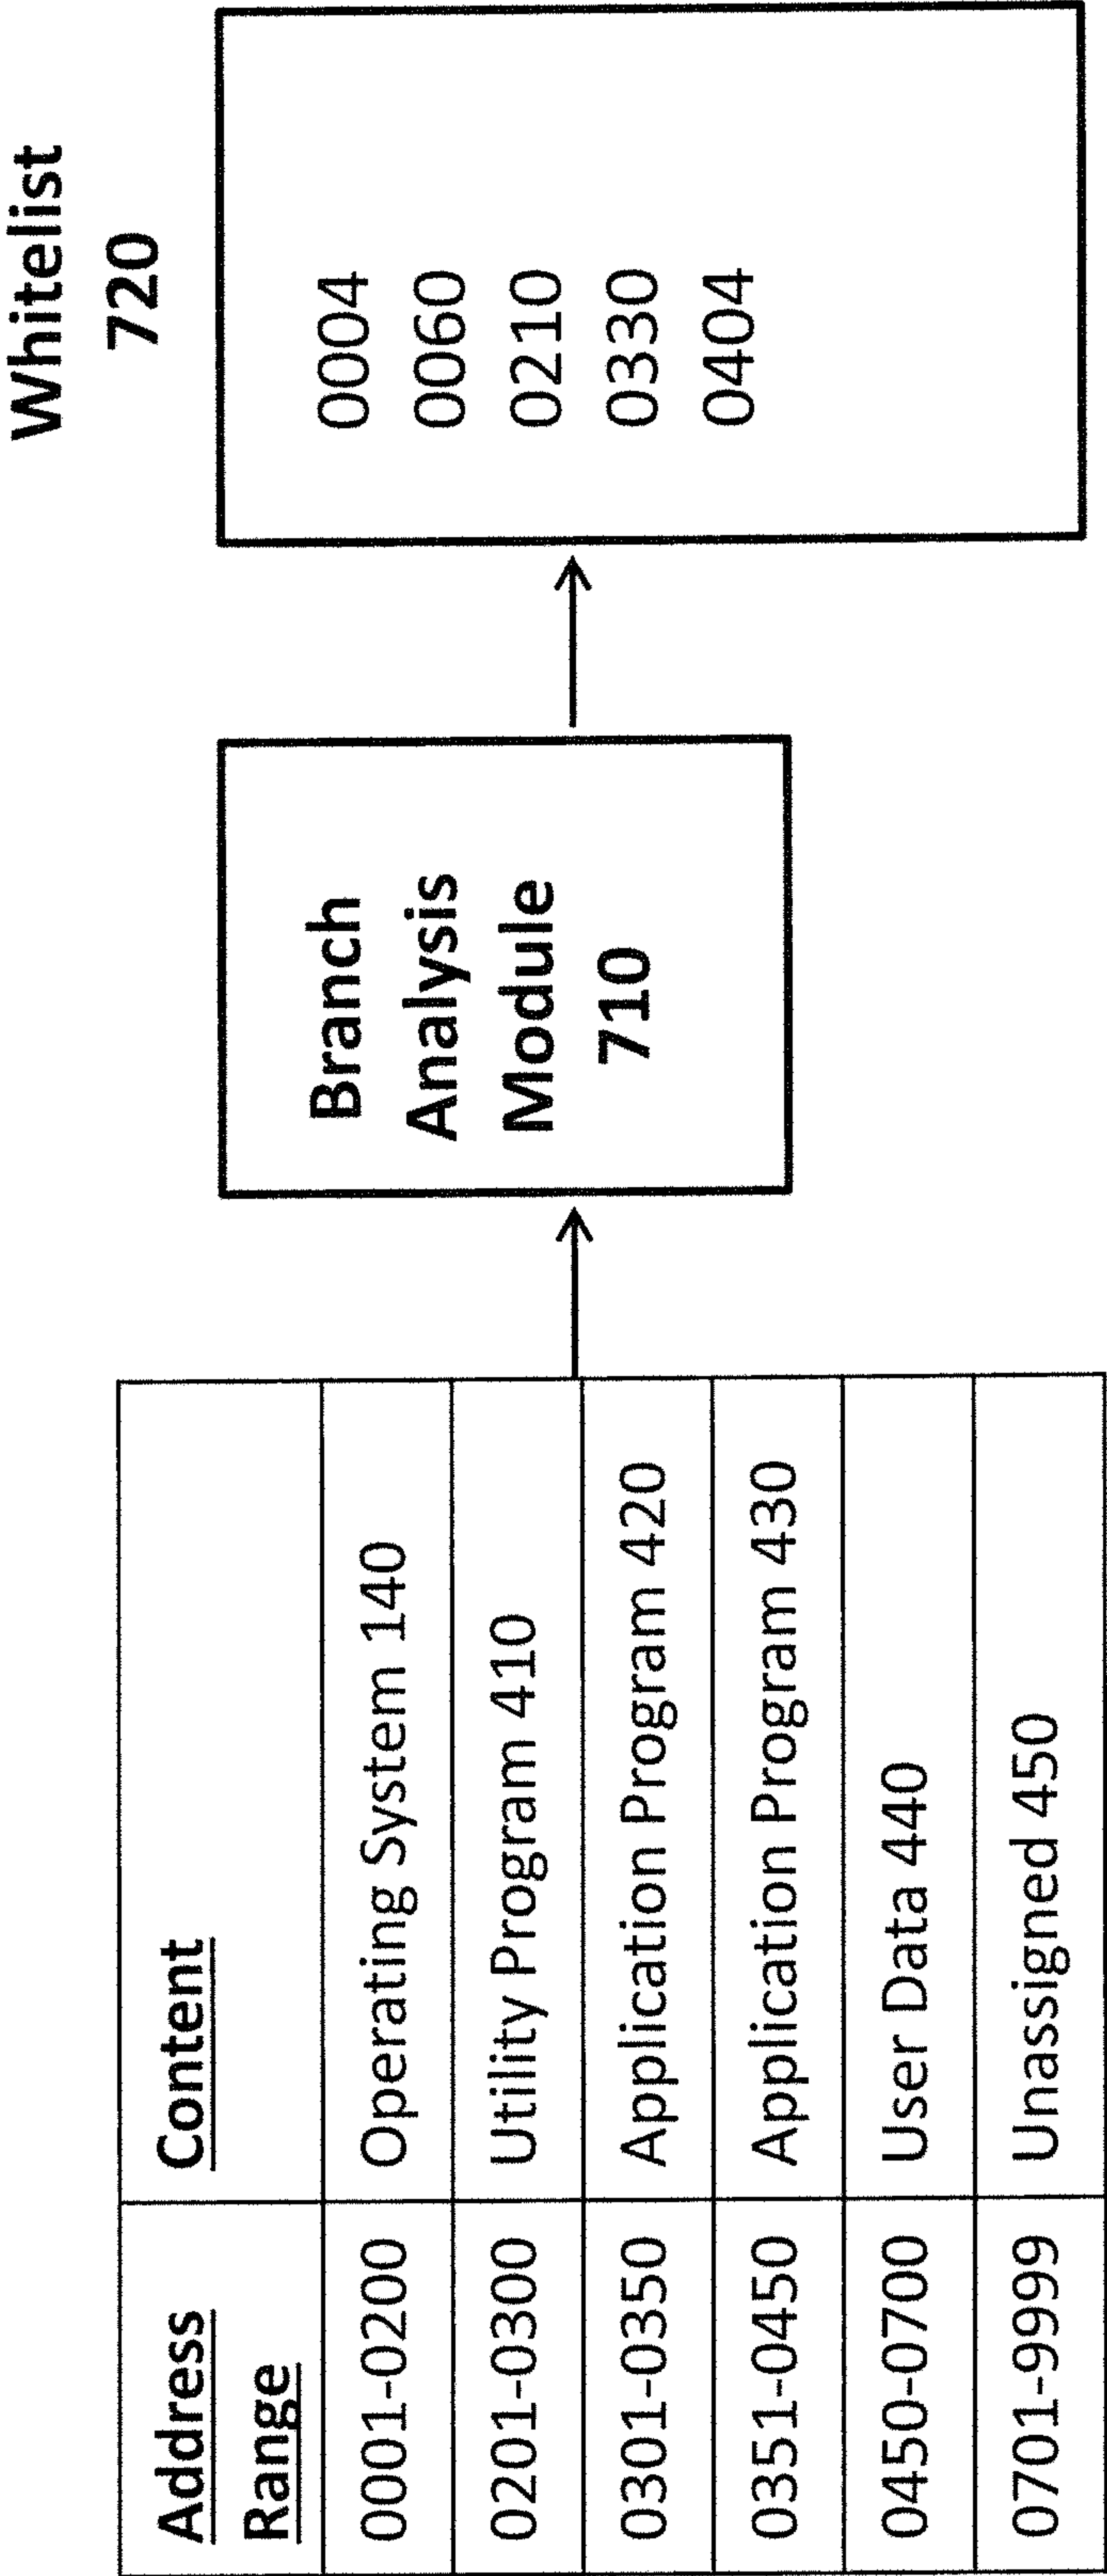 Address Range
Content
0001-0200 Operating System 140
0201-0300 Utility Program 410
0301-0350 Application Program 420
0351-0450 Application Program 430
0450-0700 User Data 440
0701-9999 Unassigned 450
Branch
Analysis
Module
710
Whitelist
720
0004
0060
0210
0330
0404